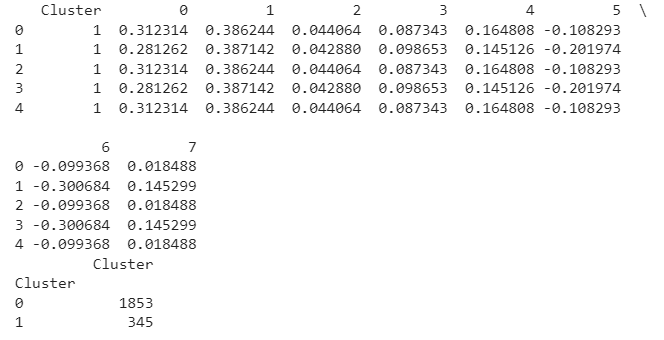 Cluster 0 1 2 3 4 5 \
0 1 0.312314 0.386244 0.044064 0.087343 0.164808 -0.108293
1 1 0.281262 0.387142 0.042880 0.098653 0.145126 -0.201974
2 1 0.312314 0.386244 0.044064 0.087343 0.164808 -0.108293
3 1 0.281262 0.387142 0.042880 0.098653 0.145126 -0.201974
4 1 0.312314 0.386244 0.044064 0.087343 0.164808 -0.108293
6 7
0 -0.099368 0.018488
1 -0.300684 0.145299
2 -0.099368 0.018488
3 -0.300684 0.145299
4 -0.099368 0.018488
Cluster
Cluster
0 1853
1 345